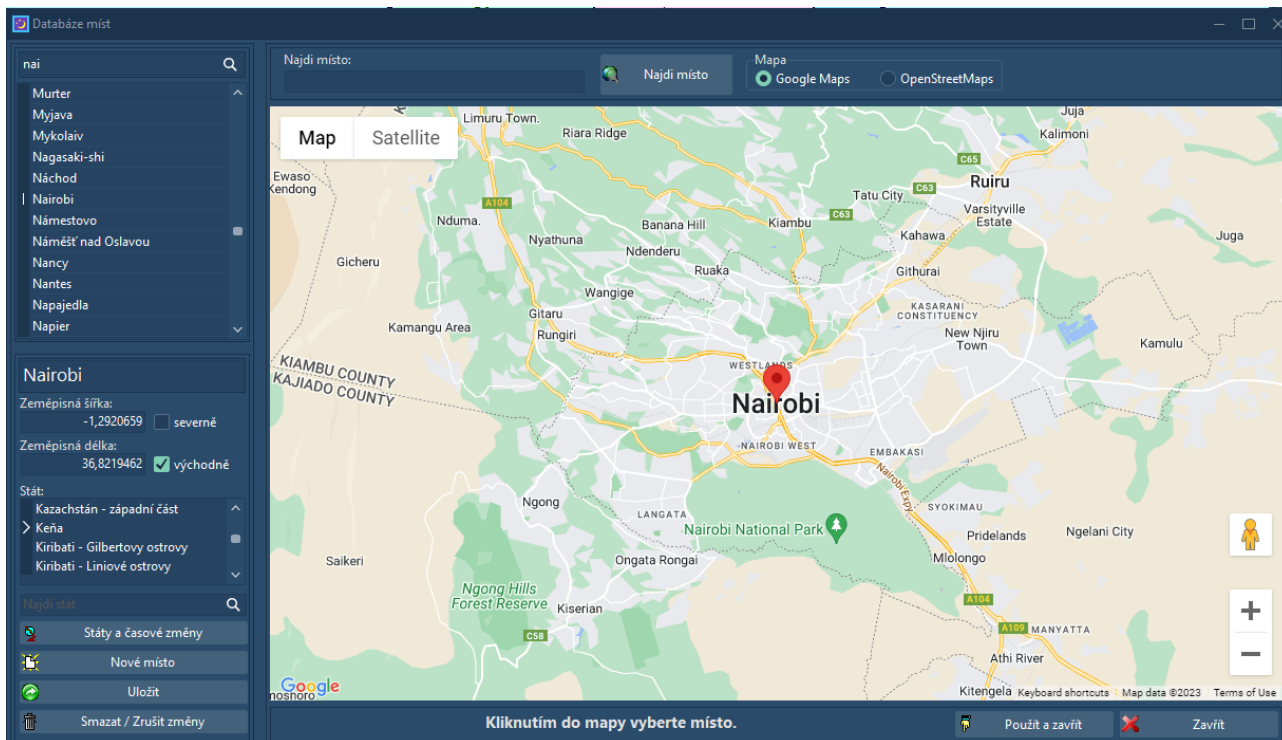 Databáze míst
nai
Murter
Myjava
Mykolaiv
Nagasaki-shi
Náchod
Nairobi
Námestovo
Náměšť nad Oslavou
Nancy
Nantes
Napajedla
Napier
Nairobi
Zeměpisná šířka:
-1,2920659 severně
Zeměpisná délka:
36,8219462 východně
Stát:
Kazachstán - západní část
Keňa
Kiribati - Gilbertovy ostrovy
Kiribati - Liniové ostrovy
Najdi stát
Státy a časové změny
Nové místo
Uložit
Smazat / Zrušit změny
Najdi místo:
Najdi místo
Mapa
Google Maps OpenStreetMaps
Map Satellite
Limuru Town.
Riara Ridge
Juja
Kalimoni
C65
Ewaso
Kendong
Ruiru
C63
Tatu City
A104
Varsityville
Estate
C63
Nduma.
Banana Hill
Kiambu
Kahawa
Juga
Nyathuna
Ndenderu
Gicheru
Ruaka
Githurai
Wangige
KASARANI
CONSTITUENCY
Gitaru
Kamangu Area
Rungiri
New Njiru
Town
Kamulu
KIAMBU COUNTY
KAJIADO COUNTY
WESTLANDS
Nairobi
NAIROBI WEST
EMBAKASI
Nairobi Expy
Ngong
LANGATA
SYOKIMAU
Nairobi National Park
Pridelands
Ngelani City
Saikeri
Ongata Rongai
Mlolongo
Ngong Hills
Forest Reserve
Kiserian
A104
C58
A109
MANYATTA
Athi River
Google
noshoro
Kitengela
Keyboard shortcuts Map data ©2023 Terms of Use
Kliknutím do mapy vyberte místo.
Použít a zavřít
Zavřít